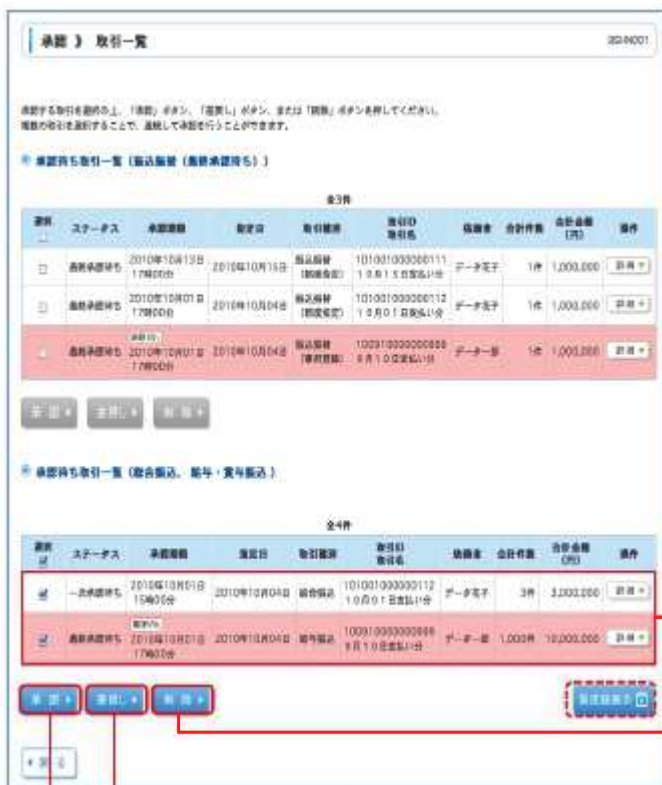 承認 》 取引一覧
承認する取引を選択の上、「承認」ボタン、「差戻し」ボタン、または「削除」ボタンを押してください。
複数の取引を選択することで、連続して承認を行うことができます。
承認待ち取引一覧（振込振替（最終承認待ち））
全3件
選択 ステータス 承認期限 指定日 取引種別 取引ID 依頼者 合計件数 合計金額 操作
取引名 (円)
最終承認待ち 2010年10月13日 2010年10月15日 振込振替 101001000000111 データ花子 1件 1,000,000 詳細
17時00分 10月15日支払い分
最終承認待ち 2010年10月01日 2010年10月04日 振込振替 101001000000112 データ花子 1件 1,000,000 詳細
17時00分 10月01日支払い分
最終承認待ち 2010年10月01日 2010年10月04日 振込振替 データ一郎 1件 1,000,000 詳細
17時00分 9月10日支払い分
承認 差戻し 削除
承認待ち取引一覧（総合振込、給与・賞与振込）
全4件
選択 ステータス 承認期限 指定日 取引種別 取引ID 依頼者 合計件数 合計金額 操作
取引名 (円)
一次承認待ち 2010年10月01日 2010年10月04日 総合振込 101001000000112 データ花子 3件 3,000,000 詳細
15時00分 10月01日支払い分
最終承認待ち 2010年10月01日 2010年10月04日 給与振込 データ一郎 1,000件 10,000,000 詳細
17時00分 9月10日支払い分
承認 差戻し 削除
戻る